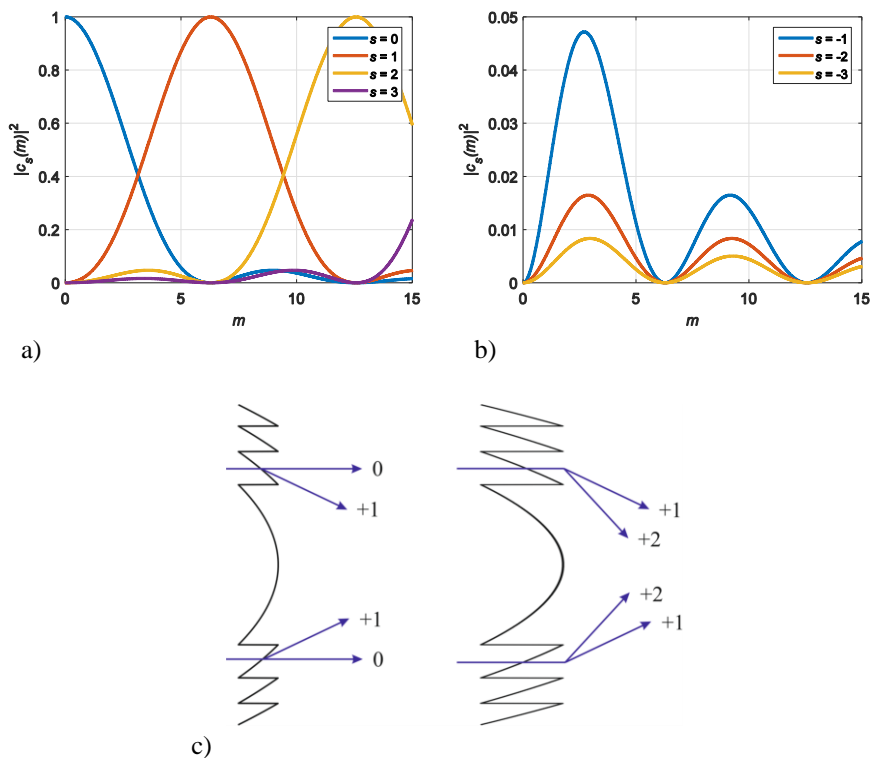 1
0.8
0.6
0.4
0.2
0
|c_s(m)|²
0 5 10 15
m
s = 0
s = 1
s = 2
s = 3
a)
0.05
0.04
0.03
0.02
0.01
0
|c_s(m)|²
0 5 10 15
m
s = -1
s = -2
s = -3
b)
0
+1
+1
0
+1
+2
+2
+1
c)